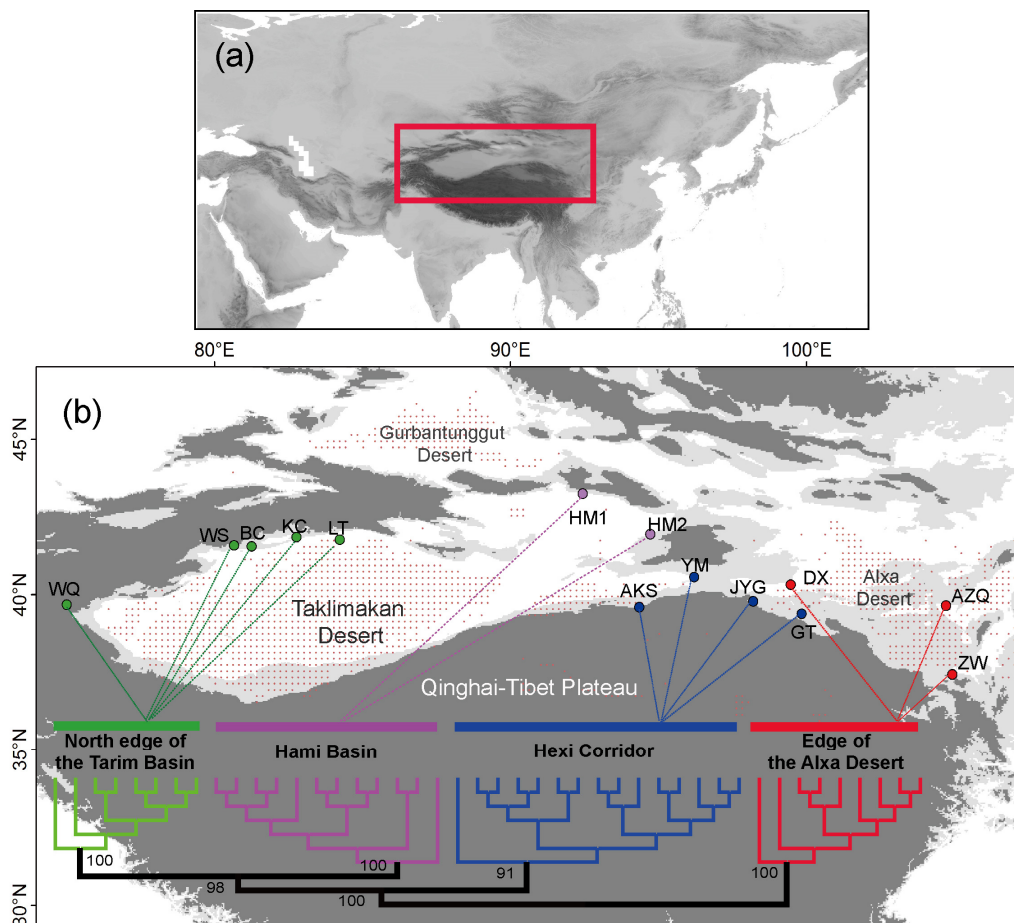 (a)
80°E 90°E 100°E
(b)
45°N
40°N
35°N
30°N
Gurbantunggut
Desert
HM1
HM2
WS BC KC LT
WQ
YM
AKS
JYG
DX
GT
Alxa
Desert
AZQ
ZW
Taklimakan
Desert
Qinghai-Tibet Plateau
North edge of
the Tarim Basin
Hami Basin
Hexi Corridor
Edge of
the Alxa Desert
100
100
91
100
98
100